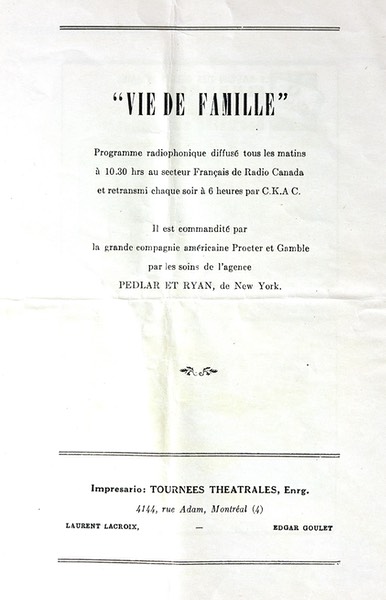 "VIE DE FAMILLE"
Programme radiophonique diffusé tous les matins
à 10.30 hrs au secteur Français de Radio Canada
et retransmi chaque soir à 6 heures par C.K.A C.
Il est commandité par
la grande compagnie américaine Procter et Gamble
par les soins de l'agence
PEDLAR ET RYAN, de New York.
Impresario: TOURNEES THEATRALES, Enrg.
4144, rue Adam, Montréal (4)
LAURENT LACROIX, — EDGAR GOULET